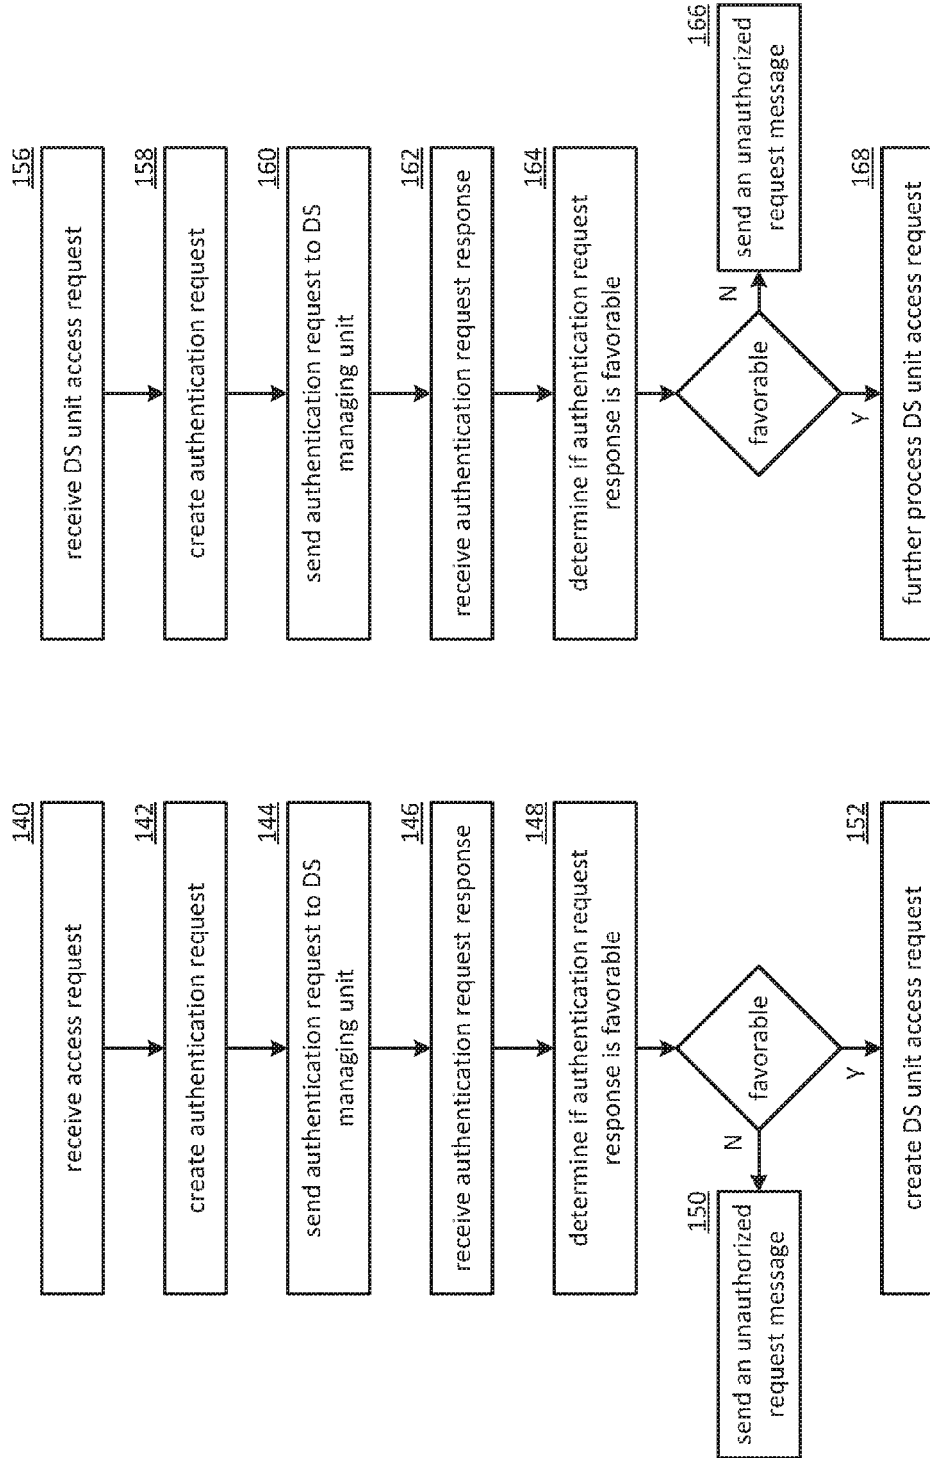 140
receive access request
142
create authentication request
144
send authentication request to DS
managing unit
146
receive authentication request response
148
determine if authentication request
response is favorable
favorable
N
Y
150
send an unauthorized
request message
152
create DS unit access request
156
receive DS unit access request
158
create authentication request
160
send authentication request to DS
managing unit
162
receive authentication request response
164
determine if authentication request
response is favorable
favorable
N
Y
166
send an unauthorized
request message
168
further process DS unit access request